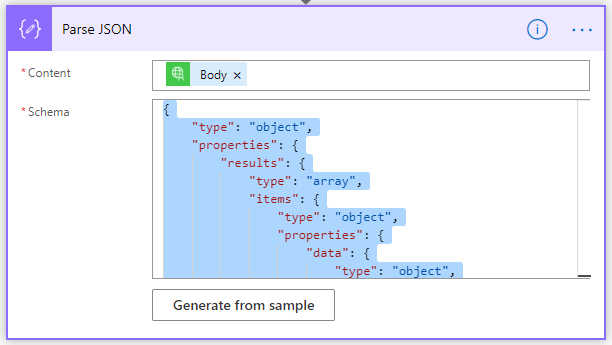 Parse JSON
* Content
Body ×
* Schema
{
"type": "object",
"properties": {
"results": {
"type": "array",
"items": {
"type": "object",
"properties": {
"data": {
"type": "object",
Generate from sample